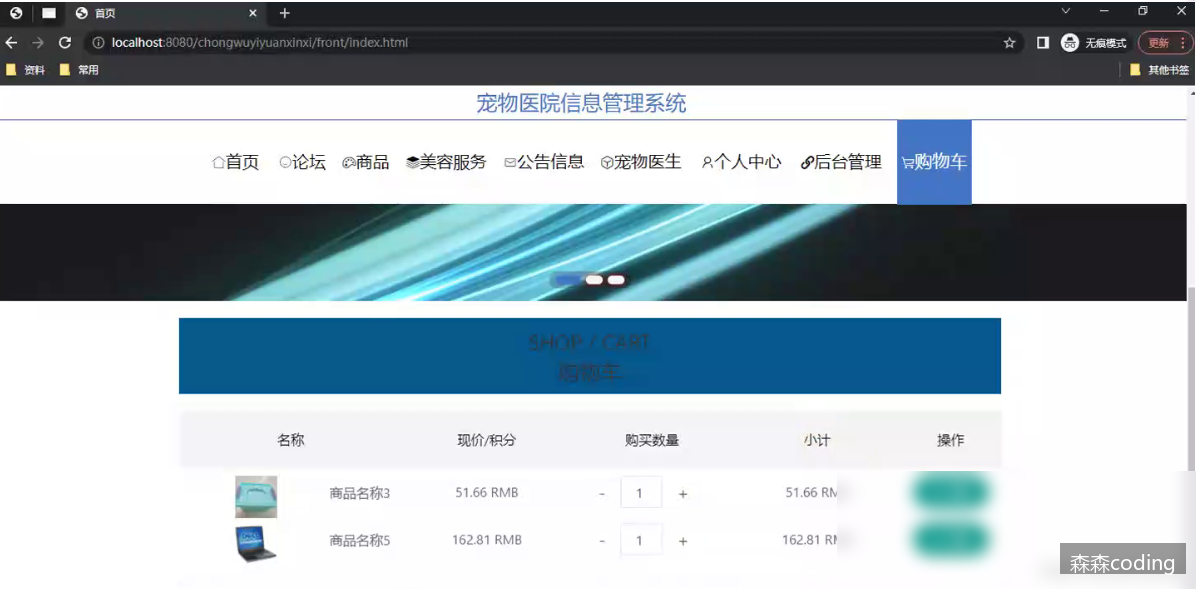 首页
localhost:8080/chongwuyiyuanxinxi/front/index.html
无痕模式
更新
资料
常用
其他书签
宠物医院信息管理系统
首页 论坛 商品 美容服务 公告信息 宠物医生 个人中心 后台管理 购物车
SHOP / CART
购物车
名称 现价/积分 购买数量 小计 操作
商品名称3 51.66 RMB - 1 + 51.66
商品名称5 162.81 RMB - 1 + 162.81
森森coding